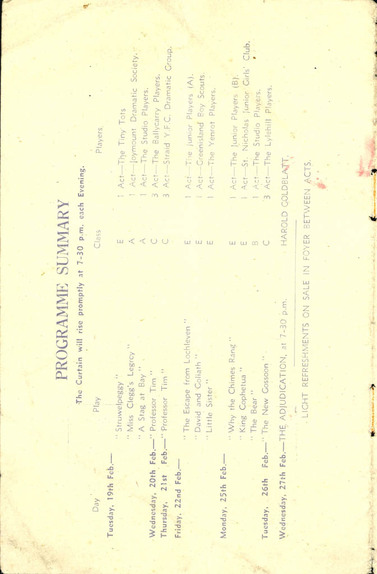 PROGRAMME SUMMARY
The Curtain will rise promptly at 7-30 p.m. each Evening.
Day Play Class Players
Tuesday, 19th Feb.— "Struwelpeggy" E 1 Act—The Tiny Tots
"Miss Clegg's Legacy" A 1 Act—Joymount Dramatic Society.
"A Stag at Bay" A 1 Act—The Studio Players.
Wednesday, 20th Feb.—"Professor Tim" C 3 Act—The Ballycarry Players.
Thursday, 21st Feb.—"Professor Tim" C 3 Act—Straid Y.F.C. Dramatic Group.
Friday, 22nd Feb.— "The Escape from Lochleven" E 1 Act—The Junior Players (A).
"David and Goliath" E 1 Act—Greenisland Boy Scouts.
"Little Sister" E 1 Act—The Yenrot Players.
Monday, 25th Feb.— "Why the Chimes Rang" E 1 Act—The Junior Players (B).
"King Cophetua" E 1 Act—St. Nicholas Junior Girls' Club.
"The Bear" B 1 Act—The Studio Players.
Tuesday, 26th Feb.—"The New Gossoon" C 3 Act—The Lylehill Players.
Wednesday, 27th Feb.—THE ADJUDICATION, at 7-30 p.m. HAROLD GOLDBLATT.
LIGHT REFRESHMENTS ON SALE IN FOYER BETWEEN ACTS.